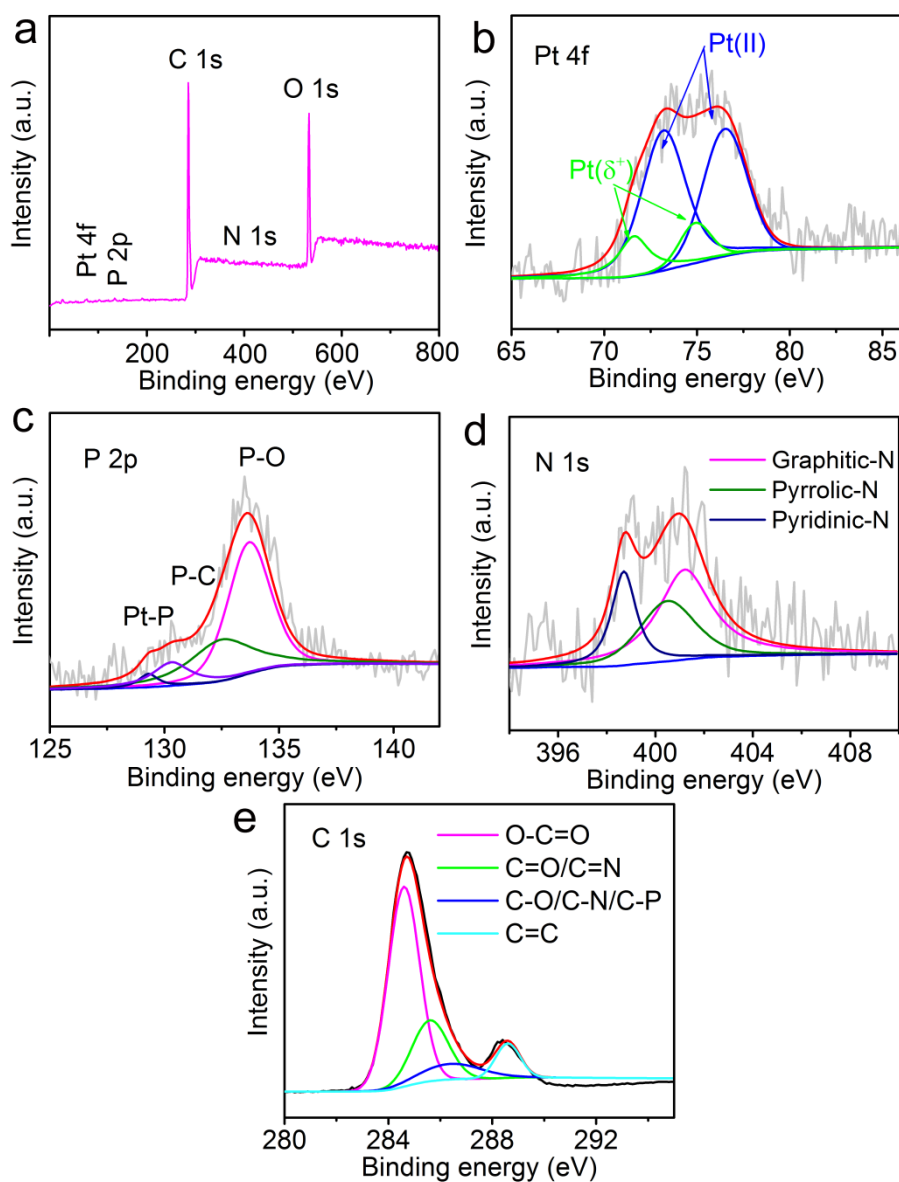 a
C 1s
O 1s
N 1s
Pt 4f
P 2p
Intensity (a.u.)
200 400 600 800
Binding energy (eV)
b
Pt 4f
Pt(II)
Pt(δ⁺)
Intensity (a.u.)
65 70 75 80 85
Binding energy (eV)
c
P 2p
P-O
P-C
Pt-P
Intensity (a.u.)
125 130 135 140
Binding energy (eV)
d
N 1s
Graphitic-N
Pyrrolic-N
Pyridinic-N
Intensity (a.u.)
396 400 404 408
Binding energy (eV)
e
C 1s
O-C=O
C=O/C=N
C-O/C-N/C-P
C=C
Intensity (a.u.)
280 284 288 292
Binding energy (eV)